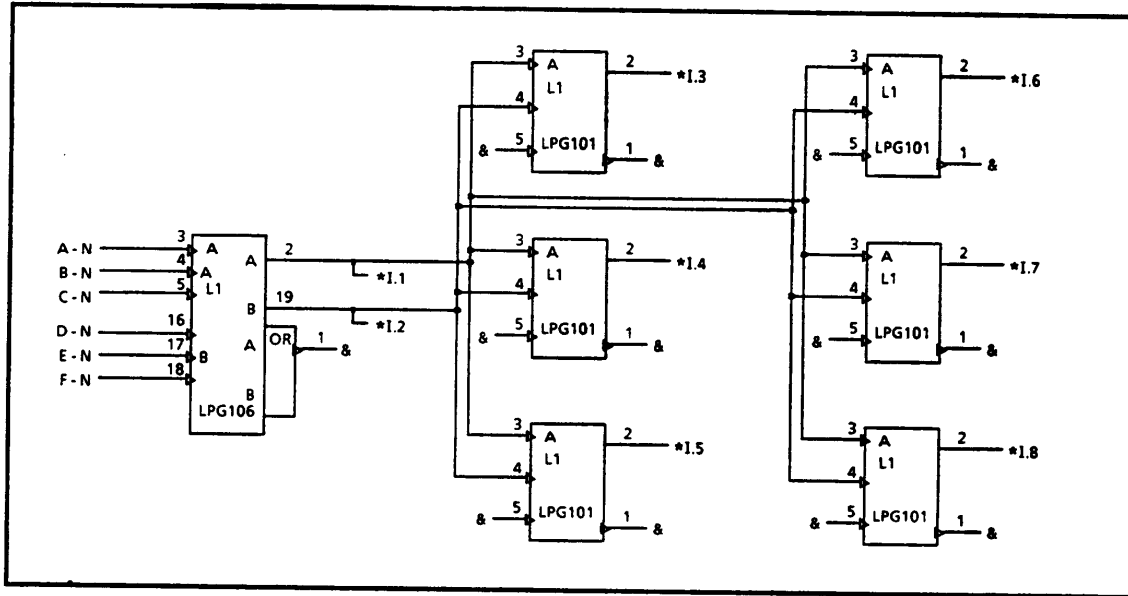 A-N
B-N
C-N
D-N
E-N
F-N
3
4
5
16
17
18
A
A
L1
B
A
B
A
B
LPG106
OR
2
19
1
&
*I.1
*I.2
3
4
& 5
A
L1
LPG101
2
*I.3
1
&
3
4
& 5
A
L1
LPG101
2
*I.4
1
&
3
4
& 5
A
L1
LPG101
2
*I.5
1
&
3
4
& 5
A
L1
LPG101
2
*I.6
1
&
3
4
& 5
A
L1
LPG101
2
*I.7
1
&
3
4
& 5
A
L1
LPG101
2
*I.8
1
&